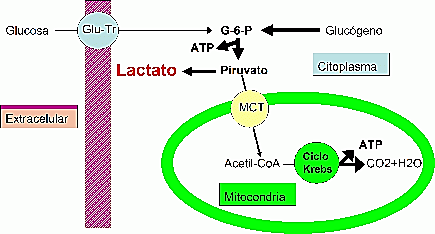 Glucosa
Glu-Tr
G-6-P
Glucógeno
ATP
Lactato
Piruvato
Citoplasma
MCT
Extracelular
ATP
Acetil-CoA
Ciclo
Krebs
CO2+H2O
Mitocondria